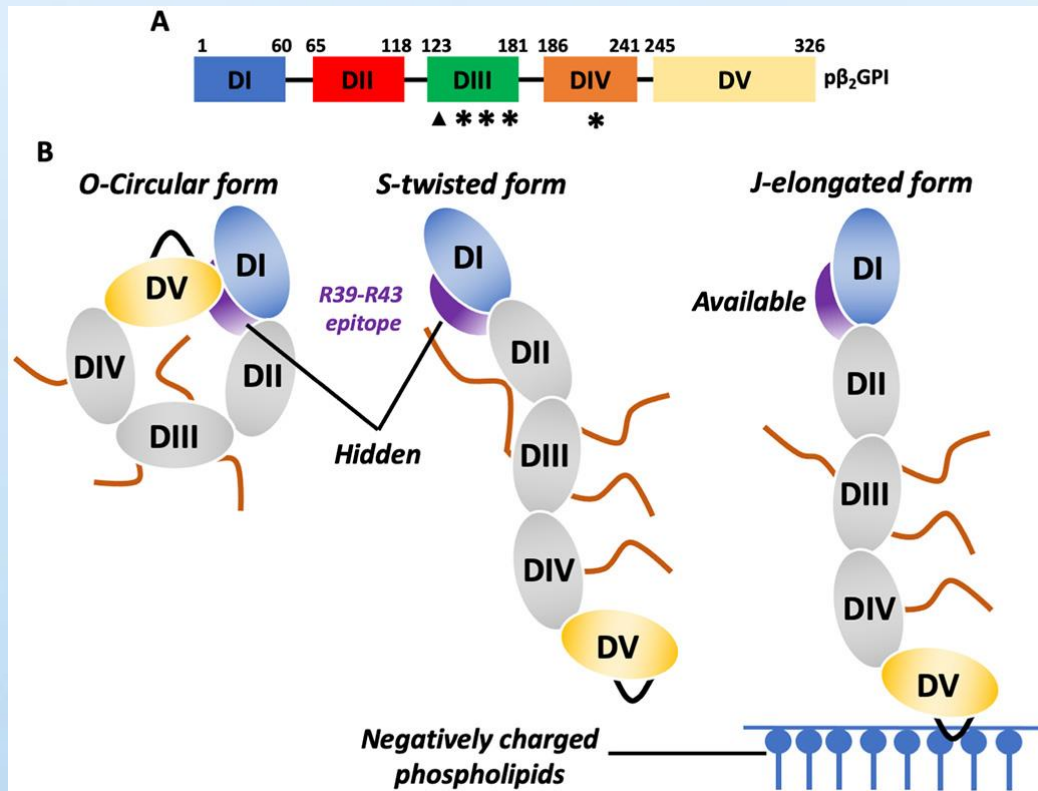 A
1 60 65 118 123 181 186 241 245 326
DI DII DIII DIV DV pβ₂GPI
▲ * * * *
B
O-Circular form S-twisted form J-elongated form
DV DI DIV DII DIII
R39-R43
epitope
Hidden
DI
DII
DIII
DIV
DV
Available
DI
DII
DIII
DIV
DV
Negatively charged
phospholipids